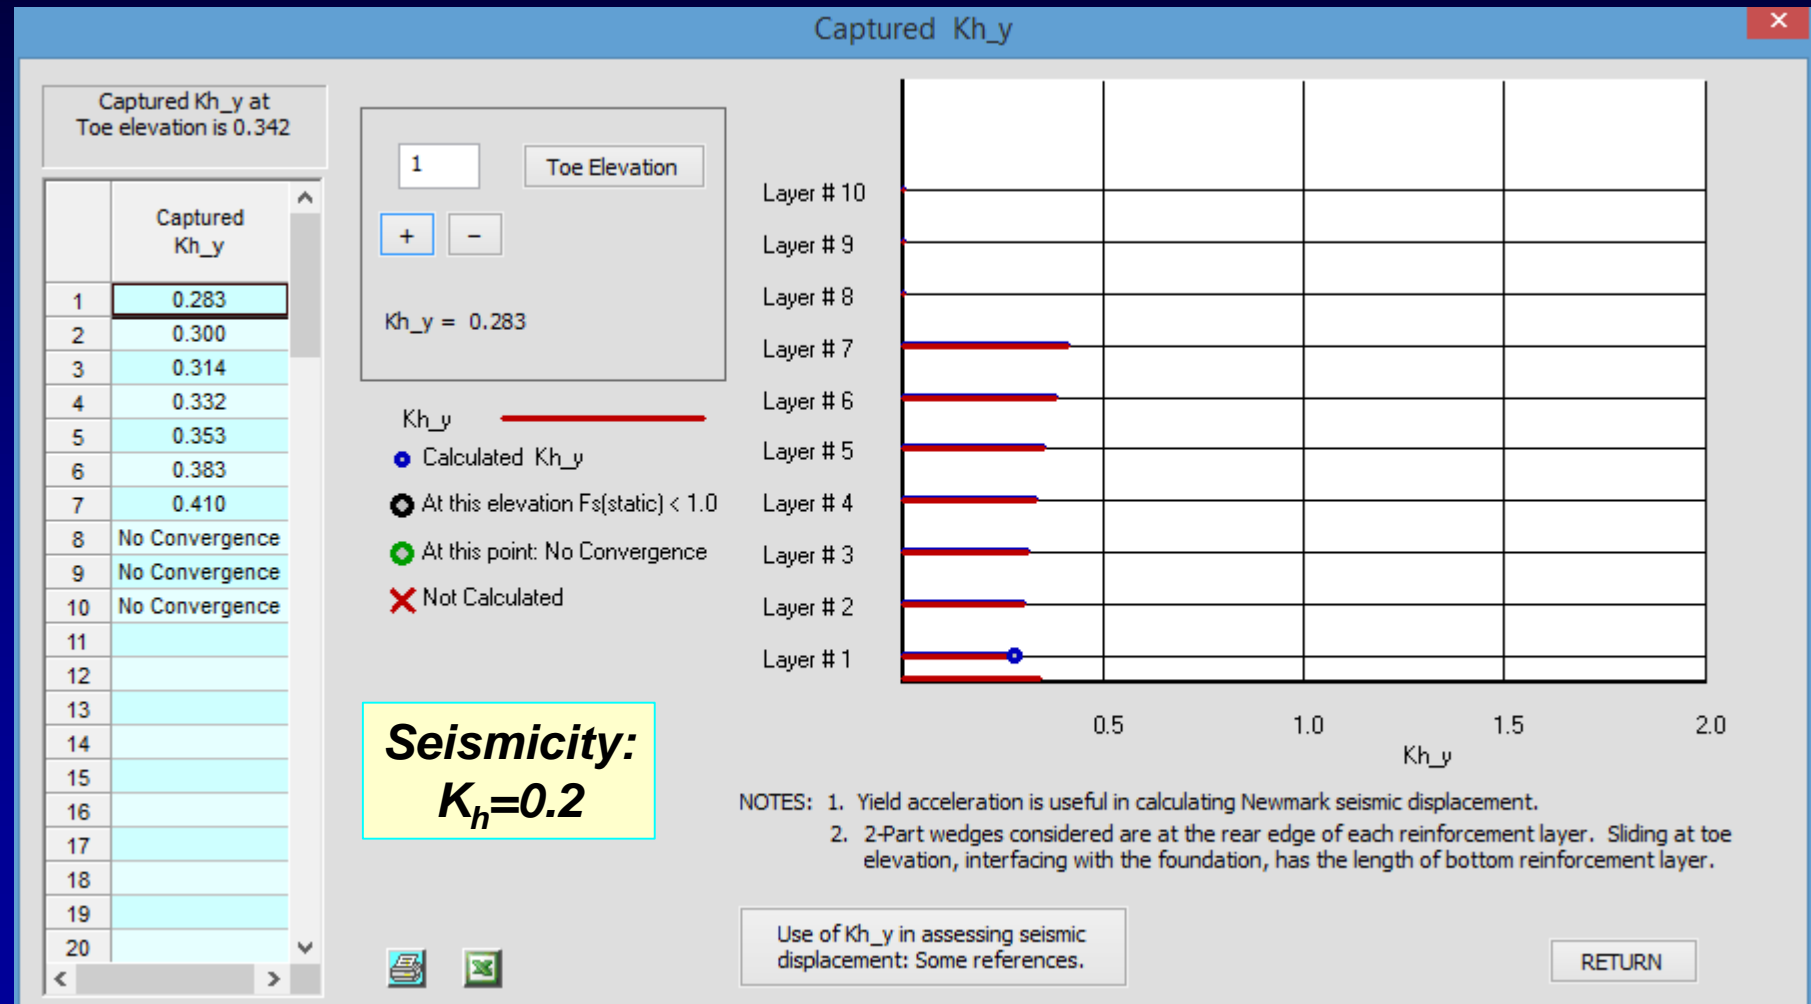 Captured Kh_y
Captured Kh_y at
Toe elevation is 0.342
Captured
Kh_y
1 0.283
2 0.300
3 0.314
4 0.332
5 0.353
6 0.383
7 0.410
8 No Convergence
9 No Convergence
10 No Convergence
11
12
13
14
15
16
17
18
19
20
1
Toe Elevation
+ −
Kh_y = 0.283
Kh_y
Calculated Kh_y
At this elevation Fs(static) < 1.0
At this point: No Convergence
Not Calculated
Seismicity:
Kh=0.2
Layer # 10
Layer # 9
Layer # 8
Layer # 7
Layer # 6
Layer # 5
Layer # 4
Layer # 3
Layer # 2
Layer # 1
0.5 1.0 1.5 2.0
Kh_y
NOTES: 1. Yield acceleration is useful in calculating Newmark seismic displacement.
2. 2-Part wedges considered are at the rear edge of each reinforcement layer. Sliding at toe
elevation, interfacing with the foundation, has the length of bottom reinforcement layer.
Use of Kh_y in assessing seismic
displacement: Some references.
RETURN